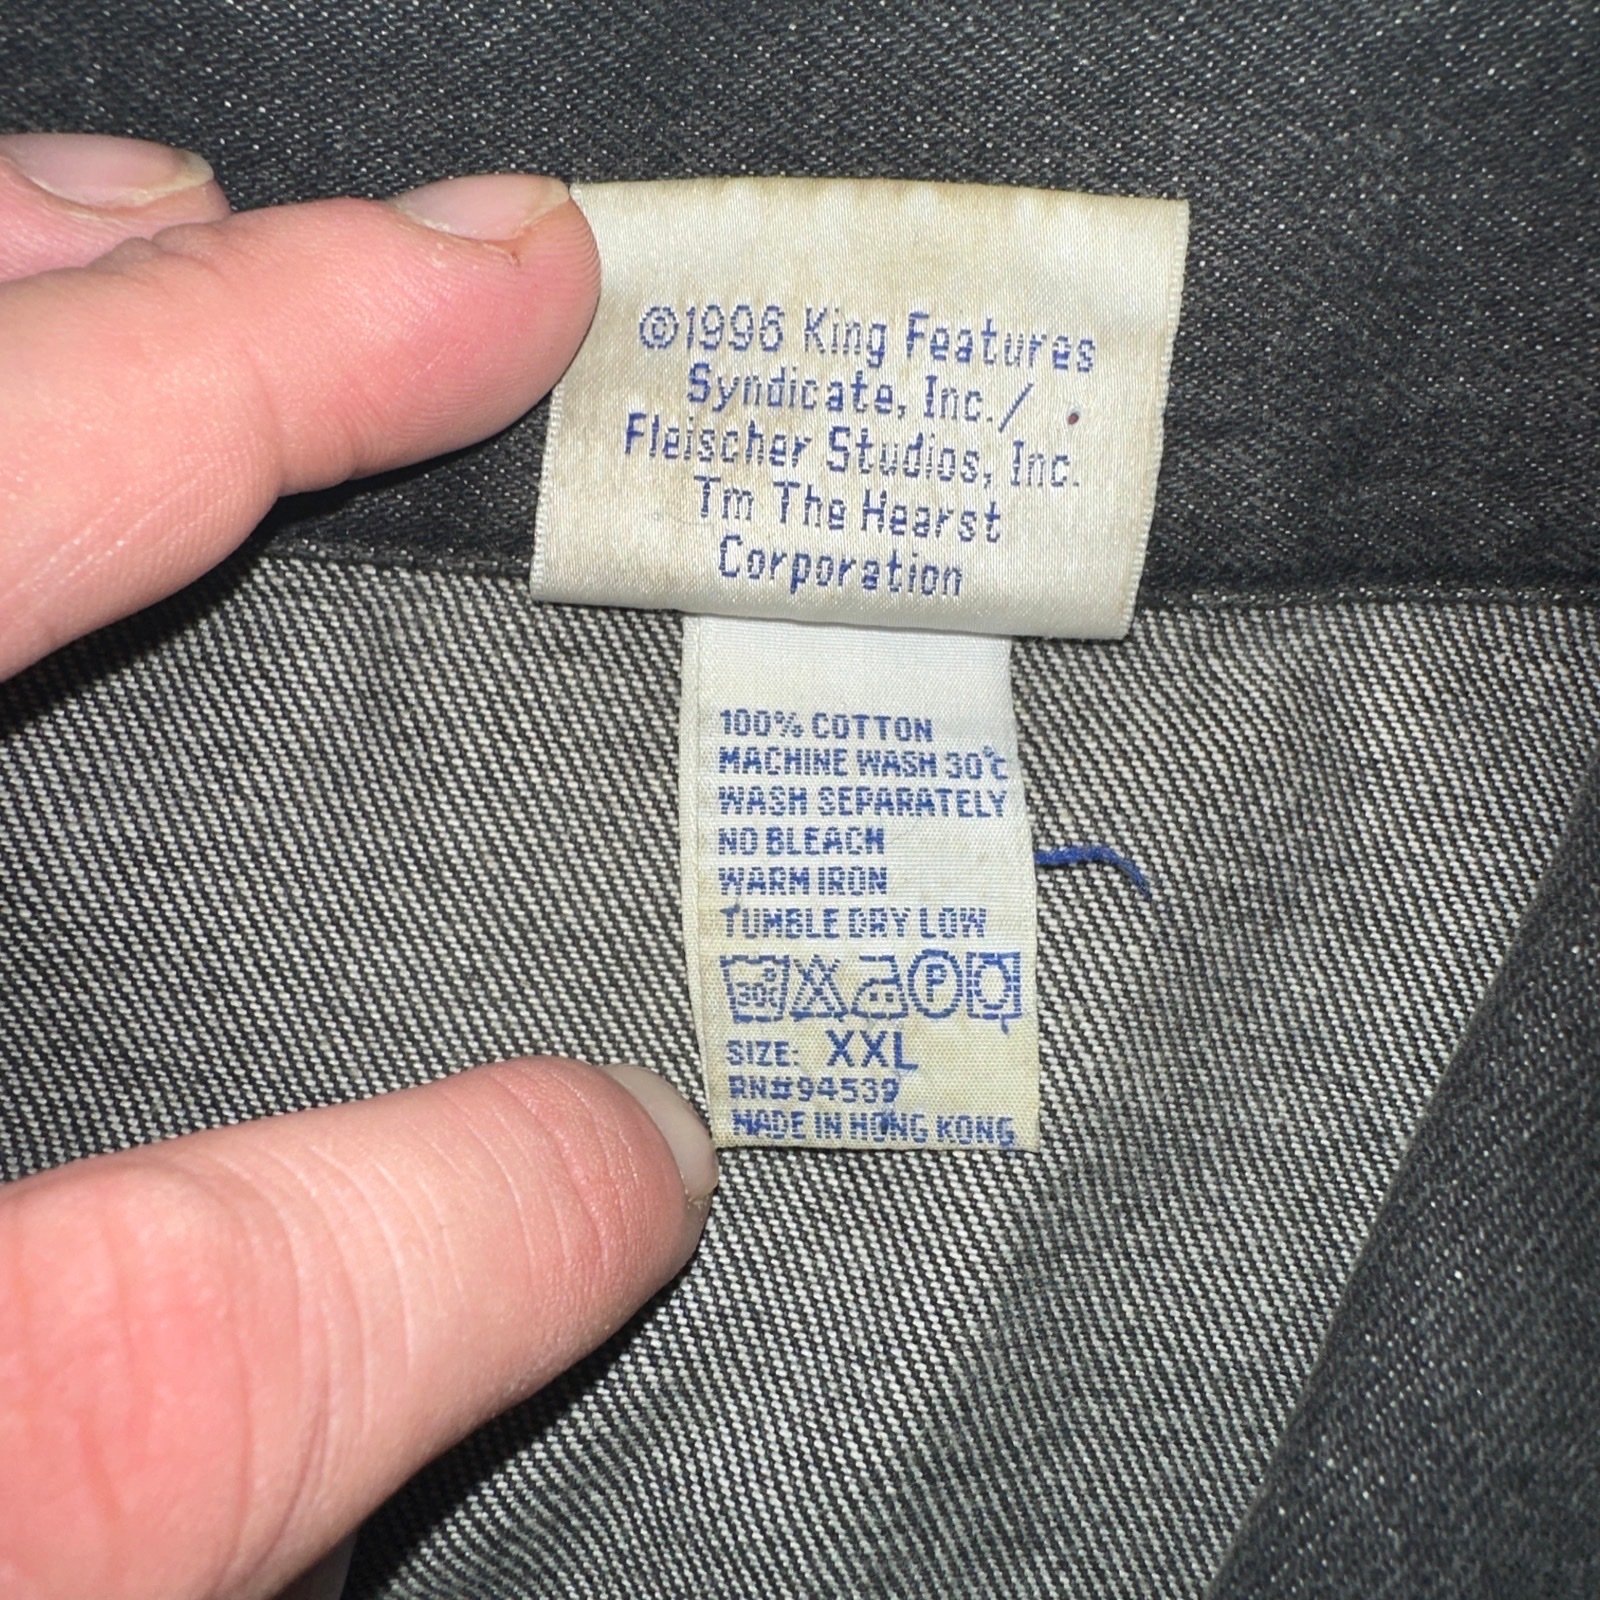 ©1996 King Features
Syndicate, Inc./
Fleischer Studios, Inc.
Tm The Hearst
Corporation
100% COTTON
MACHINE WASH 30°C
WASH SEPARATELY
NO BLEACH
WARM IRON
TUMBLE DRY LOW
30°C P
SIZE: XXL
RN#94539
MADE IN HONG KONG